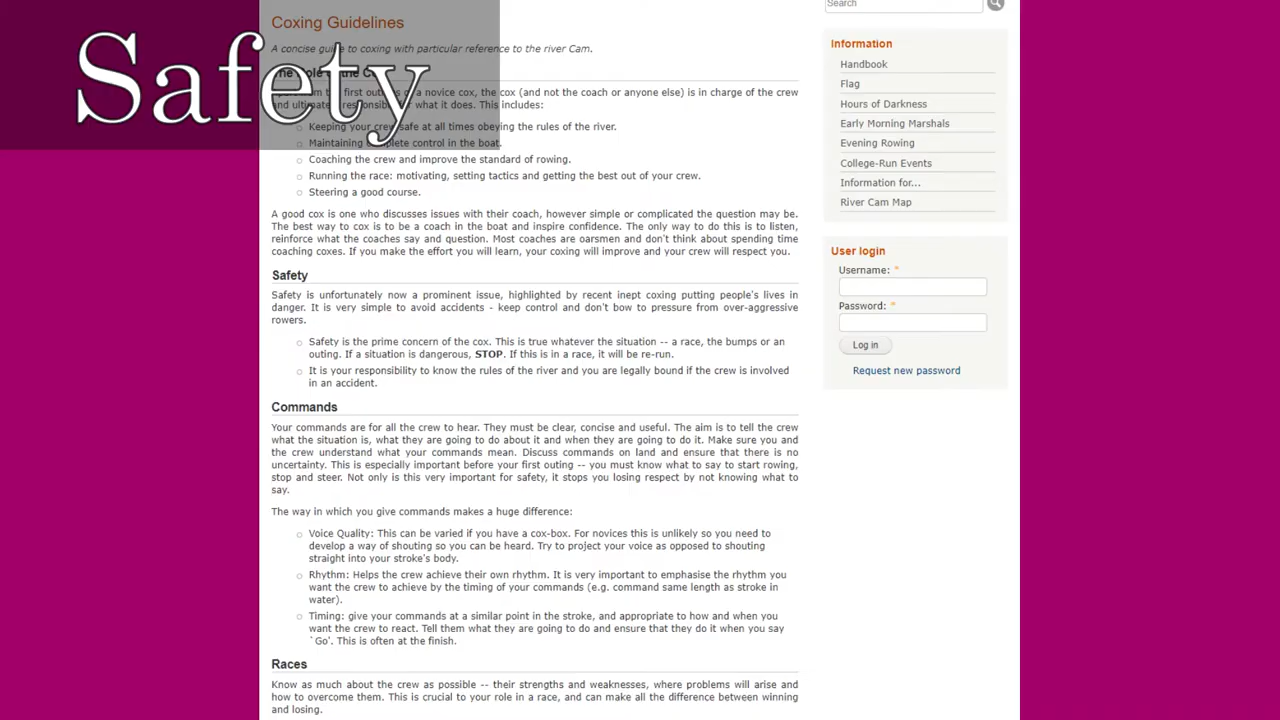 Safety
Coxing Guidelines
A concise guide to coxing with particular reference to the river Cam.
The Role of the
first a novice cox, the cox (and not the coach or anyone else) is in charge of the crew
and what it does. This includes:
Keeping your crew safe at all times obeying the rules of the river.
Maintaining complete control in the boat.
Coaching the crew and improve the standard of rowing.
Running the race: motivating, setting tactics and getting the best out of your crew.
Steering a good course.
A good cox is one who discusses issues with their coach, however simple or complicated the question may be.
The best way to cox is to be a coach in the boat and inspire confidence. The only way to do this is to listen,
reinforce what the coaches say and question. Most coaches are oarsmen and don't think about spending time
coaching coxes. If you make the effort you will learn, your coxing will improve and your crew will respect you.
Safety
Safety is unfortunately now a prominent issue, highlighted by recent inept coxing putting people's lives in
danger. It is very simple to avoid accidents - keep control and don't bow to pressure from over-aggressive
rowers.
Safety is the prime concern of the cox. This is true whatever the situation -- a race, the bumps or an
outing. If a situation is dangerous, STOP. If this is in a race, it will be re-run.
It is your responsibility to know the rules of the river and you are legally bound if the crew is involved
in an accident.
Commands
Your commands are for all the crew to hear. They must be clear, concise and useful. The aim is to tell the crew
what the situation is, what they are going to do about it and when they are going to do it. Make sure you and
the crew understand what your commands mean. Discuss commands on land and ensure that there is no
uncertainty. This is especially important before your first outing -- you must know what to say to start rowing,
stop and steer. Not only is this very important for safety, it stops you losing respect by not knowing what to
say.
The way in which you give commands makes a huge difference:
Voice Quality: This can be varied if you have a cox-box. For novices this is unlikely so you need to
develop a way of shouting so you can be heard. Try to project your voice as opposed to shouting
straight into your stroke's body.
Rhythm: Helps the crew achieve their own rhythm. It is very important to emphasise the rhythm you
want the crew to achieve by the timing of your commands (e.g. command same length as stroke in
water).
Timing: give your commands at a similar point in the stroke, and appropriate to how and when you
want the crew to react. Tell them what they are going to do and ensure that they do it when you say
`Go'. This is often at the finish.
Races
Know as much about the crew as possible -- their strengths and weaknesses, where problems will arise and
how to overcome them. This is crucial to your role in a race, and can make all the difference between winning
and losing.
Search
Information
Handbook
Flag
Hours of Darkness
Early Morning Marshals
Evening Rowing
College-Run Events
Information for...
River Cam Map
User login
Username: *
Password: *
Log in
Request new password